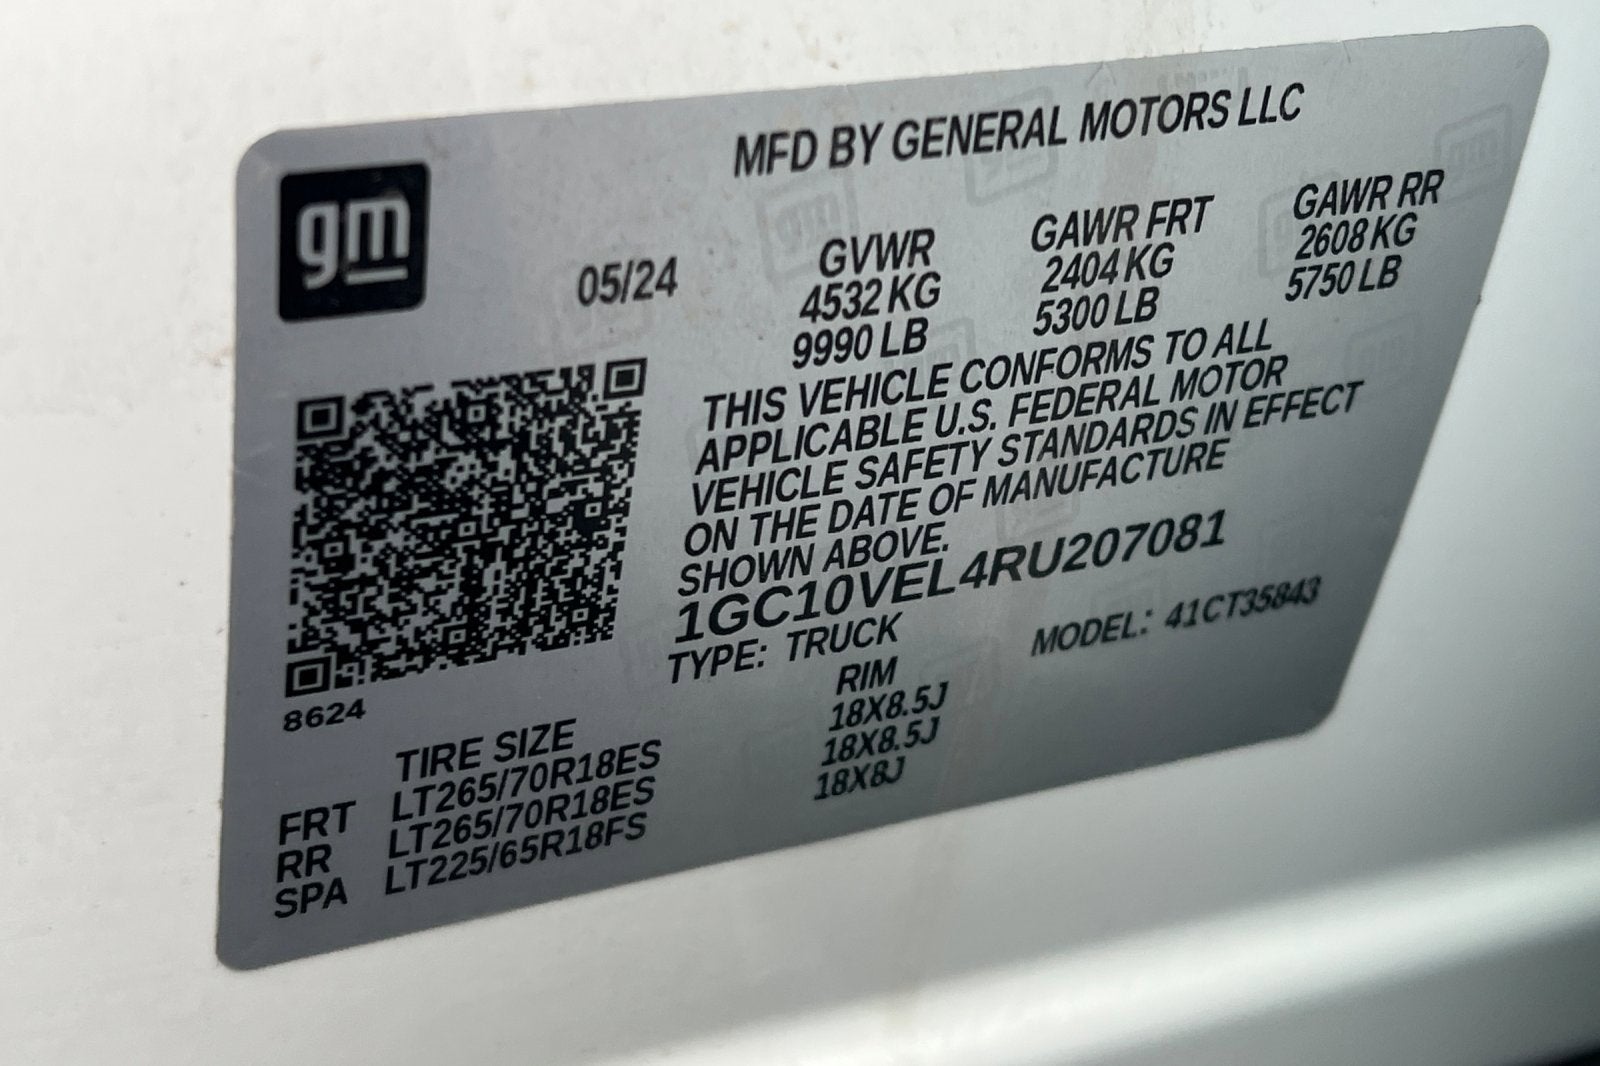 MFD BY GENERAL MOTORS LLC
gm
05/24
GVWR GAWR FRT GAWR RR
4532 KG 2404 KG 2608 KG
9990 LB 5300 LB 5750 LB
THIS VEHICLE CONFORMS TO ALL
APPLICABLE U.S. FEDERAL MOTOR
VEHICLE SAFETY STANDARDS IN EFFECT
ON THE DATE OF MANUFACTURE
SHOWN ABOVE.
1GC10VEL4RU207081
TYPE: TRUCK MODEL: 41CT35843
8624
TIRE SIZE RIM
FRT LT265/70R18ES 18X8.5J
RR LT265/70R18ES 18X8.5J
SPA LT225/65R18FS 18X8J